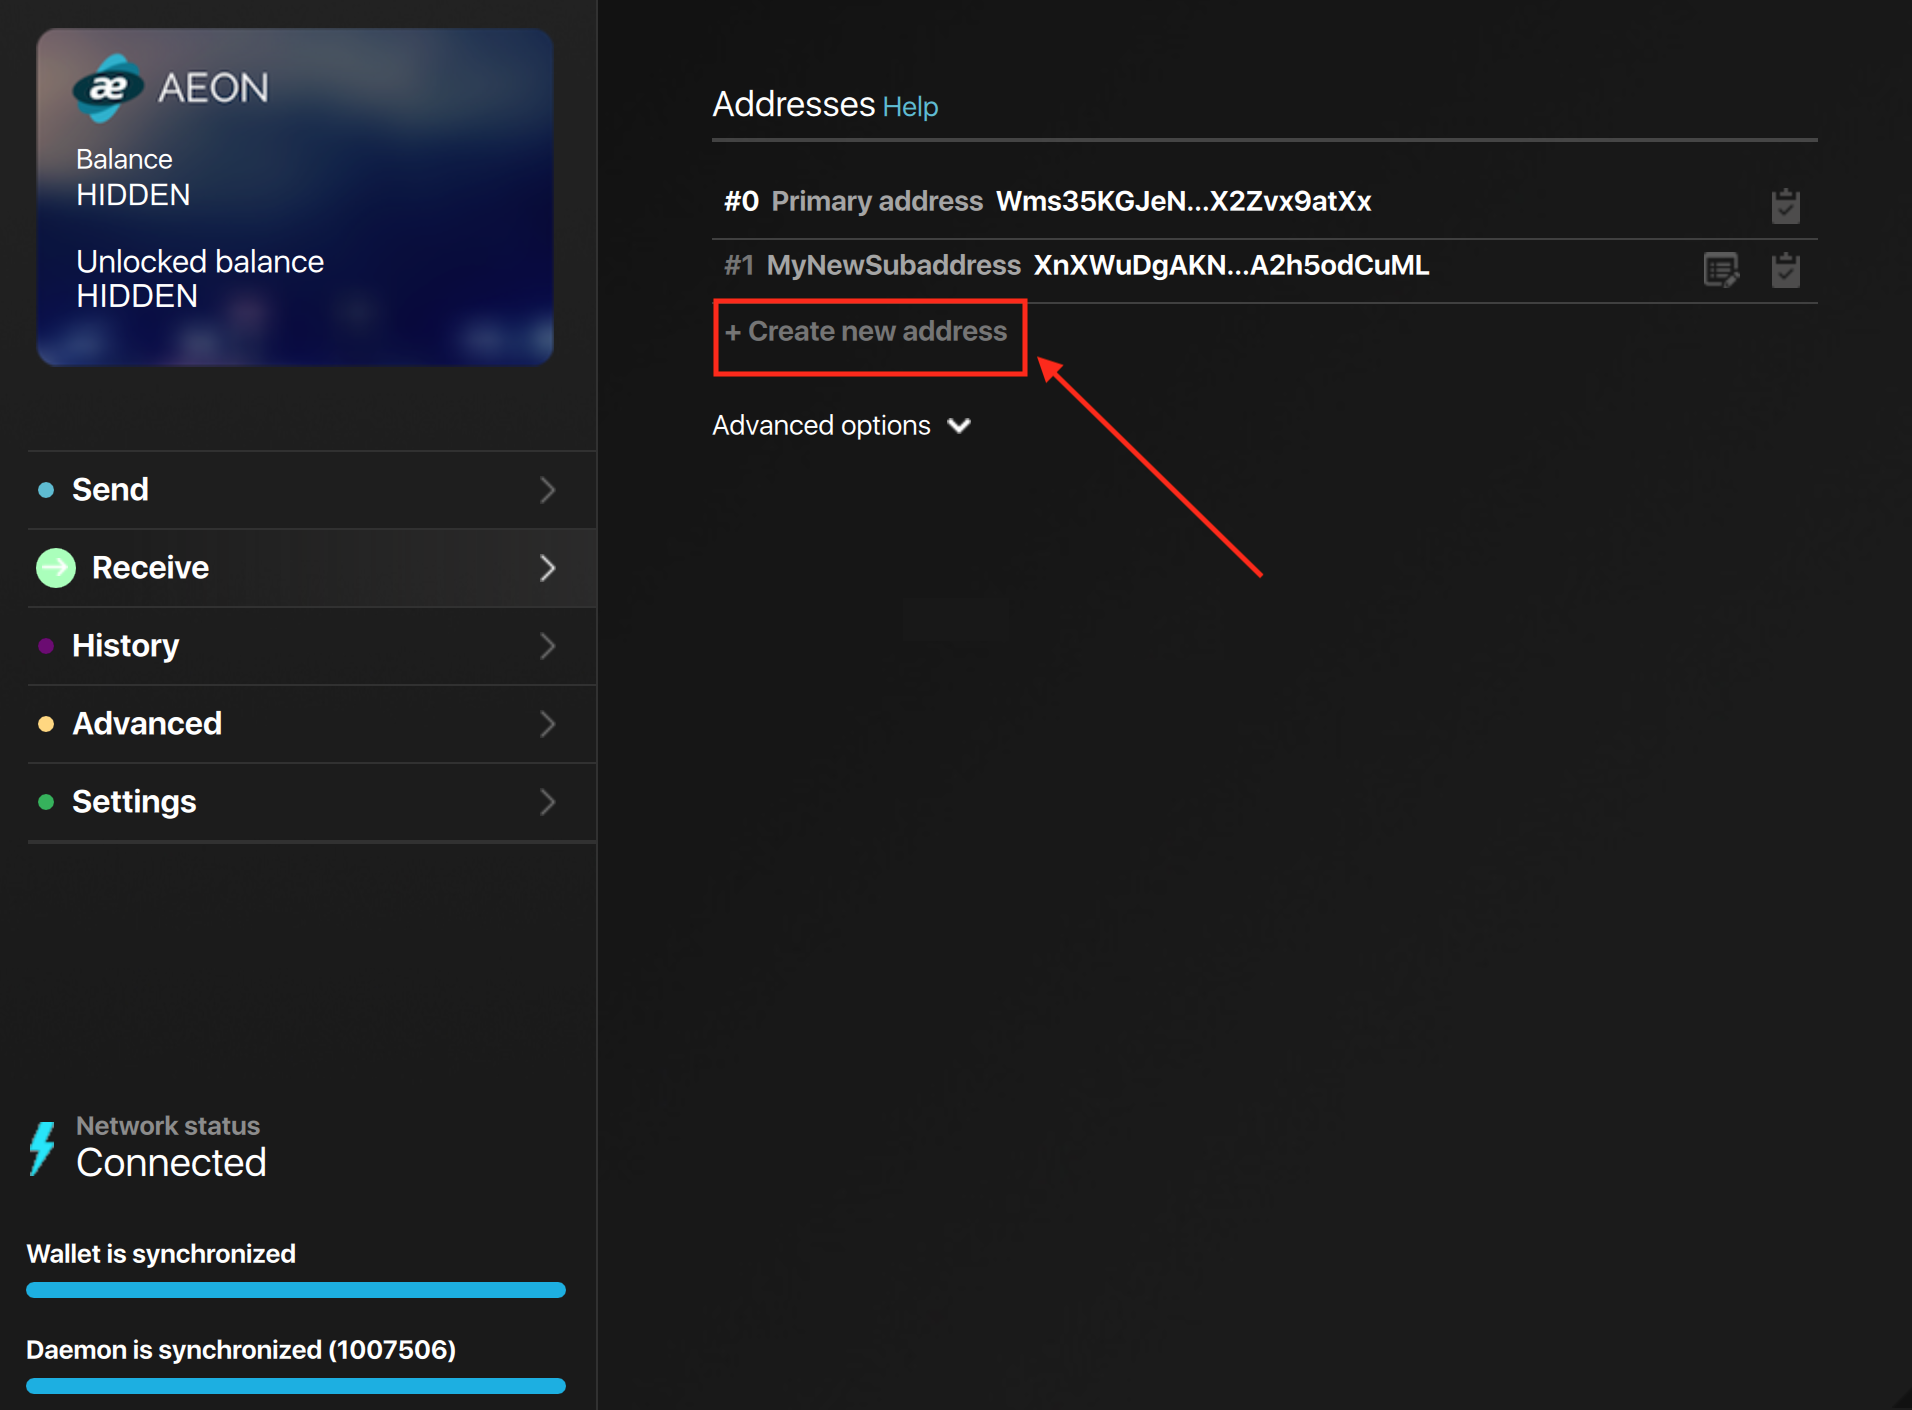 æ AEON
Balance
HIDDEN
Unlocked balance
HIDDEN
Send
Receive
History
Advanced
Settings
Network status
Connected
Wallet is synchronized
Daemon is synchronized (1007506)
Addresses Help
#0 Primary address Wms35KGJeN...X2Zvx9atXx
#1 MyNewSubaddress XnXWuDgAKN...A2h5odCuML
+ Create new address
Advanced options